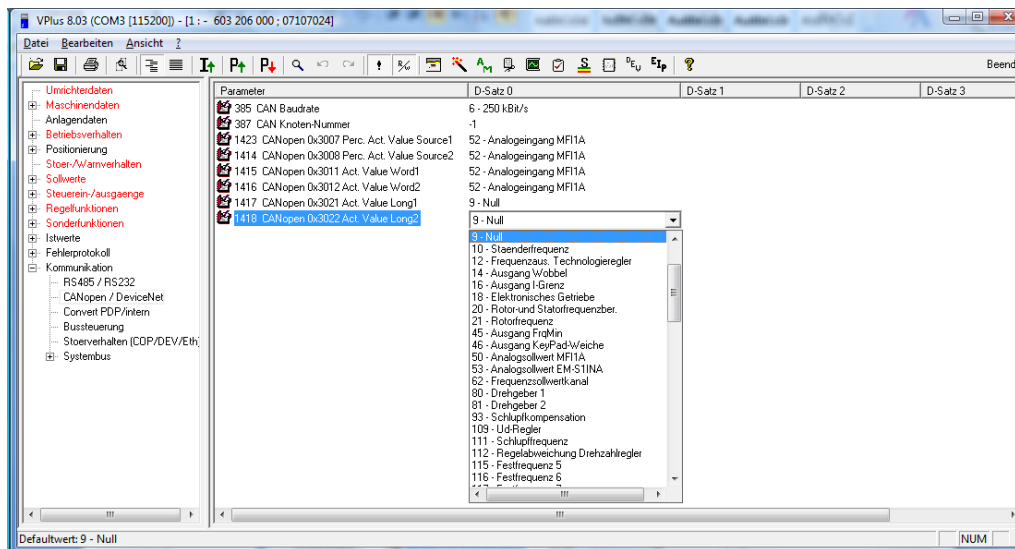 VPlus 8.03 (COM3 [115200]) - [1 : - 603 206 000 ; 07107024]
Datei Bearbeiten Ansicht ?
Beend
Umrichterdaten
Maschinendaten
Anlagendaten
Betriebsverhalten
Positionierung
Stoer-/Warnverhalten
Sollwerte
Steuerein-/ausgaenge
Regelfunktionen
Sonderfunktionen
Istwerte
Fehlerprotokoll
Kommunikation
RS485 / RS232
CANopen / DeviceNet
Convert PDP/intern
Bussteuerung
Stoerverhalten (COP/DEV/Eth)
Systembus
Parameter D-Satz 0 D-Satz 1 D-Satz 2 D-Satz 3
385 CAN Baudrate 6 - 250 kBit/s
387 CAN Knoten-Nummer -1
1423 CANopen 0x3007 Perc. Act. Value Source1 52 - Analogeingang MFI1A
1414 CANopen 0x3008 Perc. Act. Value Source2 52 - Analogeingang MFI1A
1415 CANopen 0x3011 Act. Value Word1 52 - Analogeingang MFI1A
1416 CANopen 0x3012 Act. Value Word2 52 - Analogeingang MFI1A
1417 CANopen 0x3021 Act. Value Long1 9 - Null
1418 CANopen 0x3022 Act. Value Long2 9 - Null
9 - Null
10 - Staenderfrequenz
12 - Frequenzaus. Technologieregler
14 - Ausgang Wobbel
16 - Ausgang I-Grenz
18 - Elektronisches Getriebe
20 - Rotor-und Statorfrequenzber.
21 - Rotorfrequenz
45 - Ausgang FrqMin
46 - Ausgang KeyPad-Weiche
50 - Analogsollwert MFI1A
53 - Analogsollwert EM-S1INA
62 - Frequenzsollwertkanal
80 - Drehgeber 1
81 - Drehgeber 2
93 - Schlupfkompensation
109 - Ud-Regler
111 - Schlupffrequenz
112 - Regelabweichung Drehzahlregler
115 - Festfrequenz 5
116 - Festfrequenz 6
Defaultwert: 9 - Null NUM